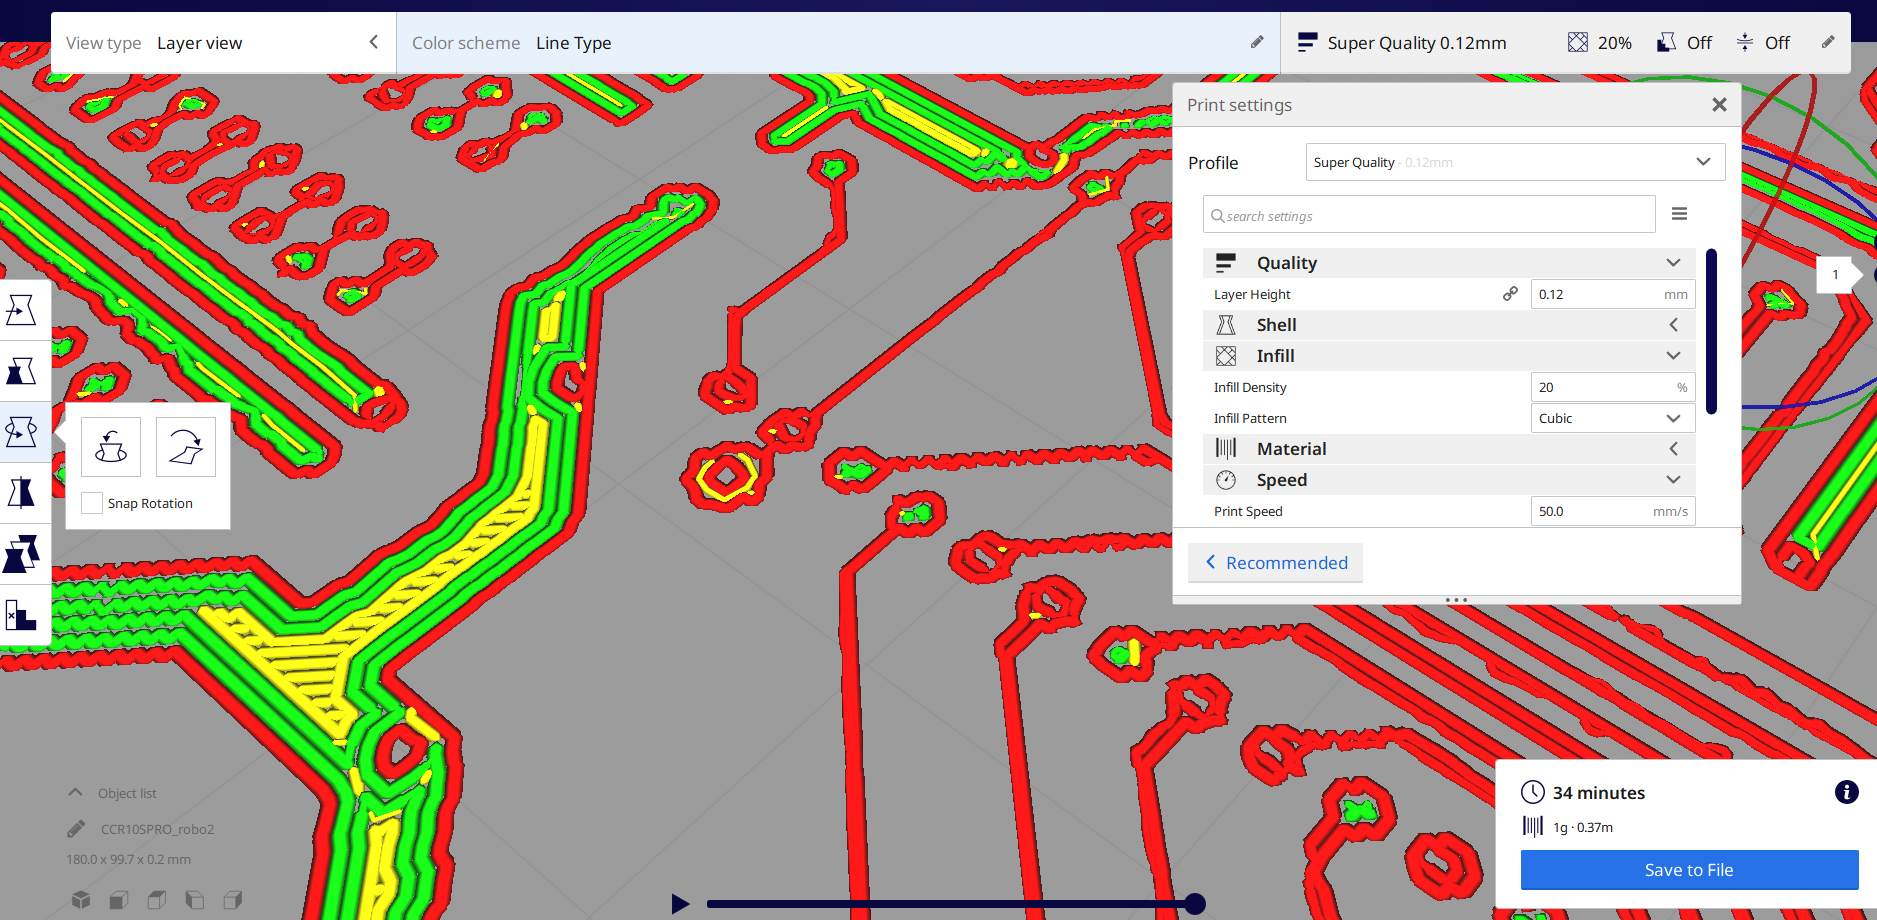 View type Layer view
Color scheme Line Type
Super Quality 0.12mm 20% Off Off
Print settings
Profile Super Quality - 0.12mm
search settings
Quality
Layer Height 0.12 mm
Shell
Infill
Infill Density 20 %
Infill Pattern Cubic
Material
Speed
Print Speed 50.0 mm/s
Recommended
1
Snap Rotation
Object list
CCR10SPRO_robo2
180.0 x 99.7 x 0.2 mm
34 minutes
1g · 0.37m
Save to File